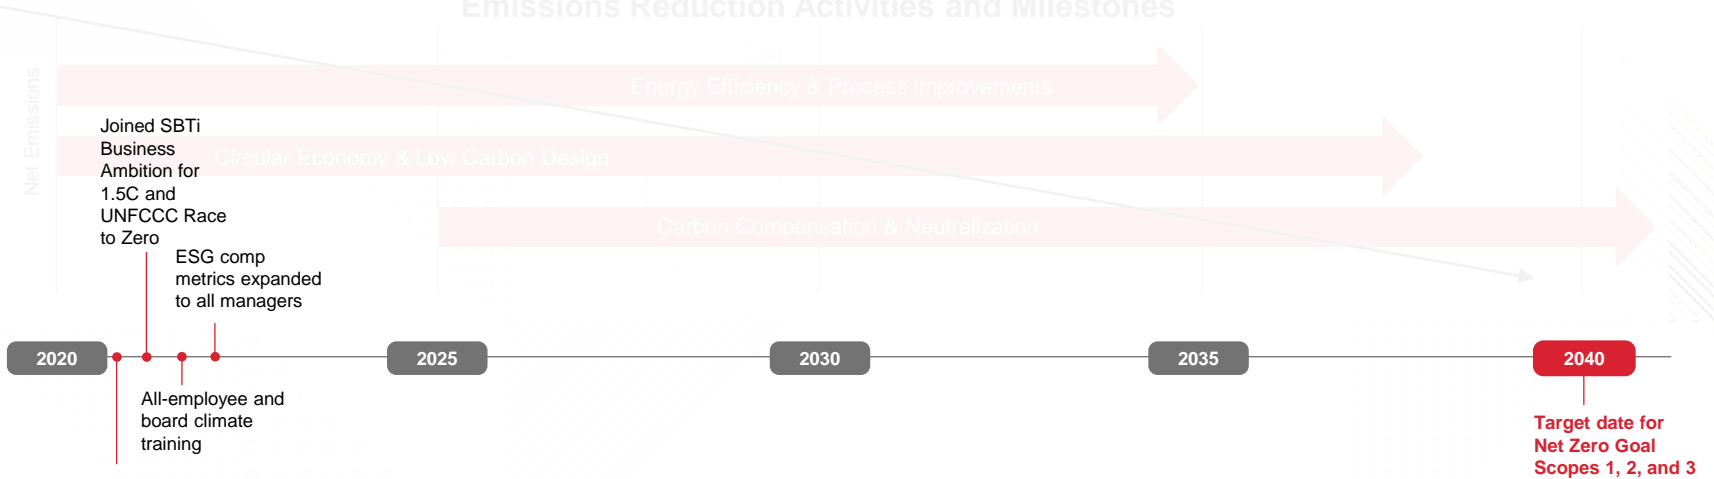 Emissions Reduction Activities and Milestones
Net Emissions
Energy Efficiency & Process Improvements
Circular Economy & Low Carbon Design
Carbon Compensation & Neutralization
Joined SBTi
Business
Ambition for
1.5C and
UNFCCC Race
to Zero
ESG comp
metrics expanded
to all managers
2020
2025
2030
2035
2040
All-employee and
board climate
training
Target date for
Net Zero Goal
Scopes 1, 2, and 3